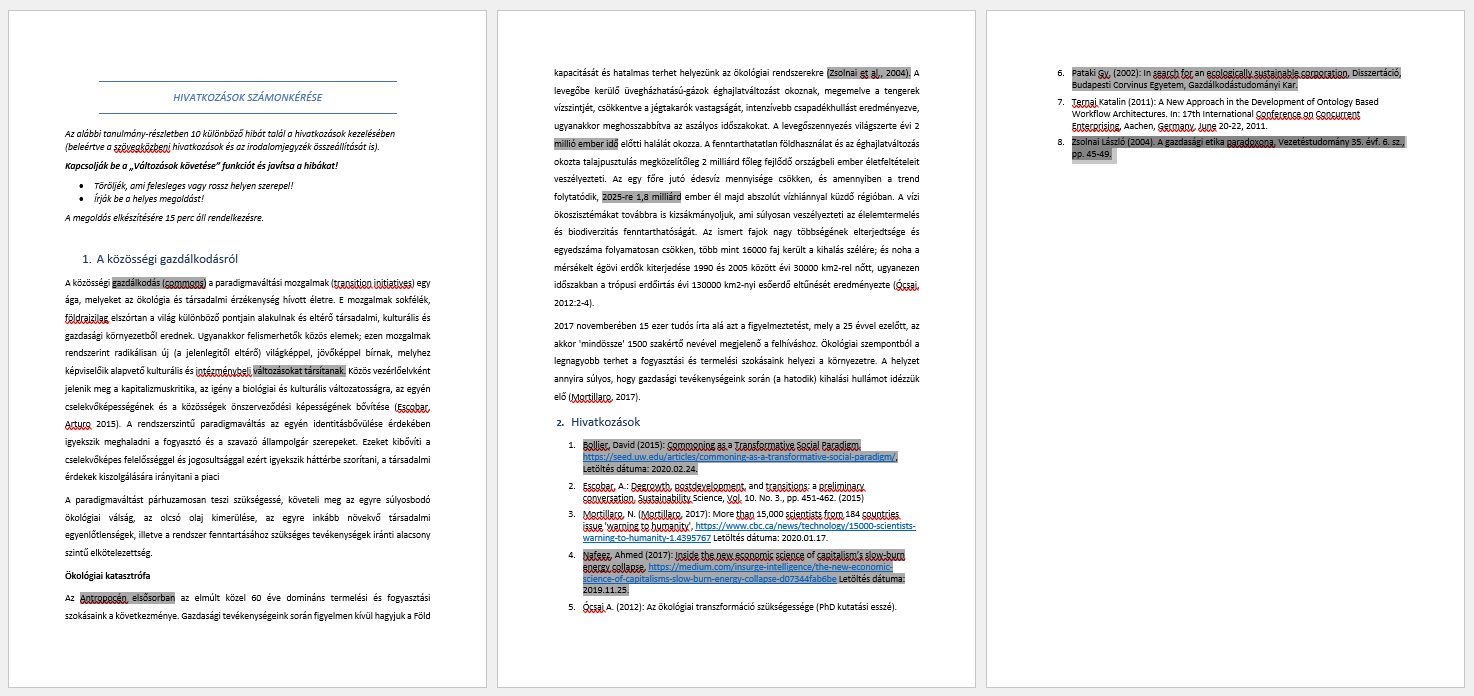 HIVATKOZÁSOK SZÁMONKÉRÉSE
Az alábbi tanulmány-részletben 10 különböző hibát talál a hivatkozások kezelésében
(beleértve a szövegközbeni hivatkozások és az irodalomjegyzék összeállítását is).
Kapcsolják be a „Változások követése” funkciót és javítsa a hibákat!
• Töröljék, ami felesleges vagy rossz helyen szerepel!
• Írják be a helyes megoldást!
A megoldás elkészítésére 15 perc áll rendelkezésre.
1. A közösségi gazdálkodásról
A közösségi gazdálkodás (commons) a paradigmaváltási mozgalmak (transition initiatives) egy
ága, melyeket az ökológia és társadalmi érzékenység hívott életre. E mozgalmak sokfélék,
földrajzilag elszórtan a világ különböző pontjain alakulnak és eltérő társadalmi, kulturális és
gazdasági környezetből erednek. Ugyanakkor felismerhetők közös elemek; ezen mozgalmak
rendszerint radikálisan új (a jelenlegitől eltérő) világképpel, jövőképpel bírnak, melyhez
képviselőik alapvető kulturális és intézménybeli változásokat társítanak. Közös vezérlőelvként
jelenik meg a kapitalizmuskritika, az igény a biológiai és kulturális változatosságra, az egyén
cselekvőképességének és a közösségek önszerveződési képességének bővítése (Escobar,
Arturo 2015). A rendszerszintű paradigmaváltás az egyén identitásbővülése érdekében
igyekszik meghaladni a fogyasztó és a szavazó állampolgár szerepeket. Ezeket kibővíti a
cselekvőképes felelősséggel és jogosultsággal ezért igyekszik háttérbe szorítani, a társadalmi
érdekek kiszolgálására irányítani a piaci
A paradigmaváltást párhuzamosan teszi szükségessé, követeli meg az egyre súlyosbodó
ökológiai válság, az olcsó olaj kimerülése, az egyre inkább növekvő társadalmi
egyenlőtlenségek, illetve a rendszer fenntartásához szükséges tevékenységek iránti alacsony
szintű elkötelezettség.
Ökológiai katasztrófa
Az Antropocén elsősorban az elmúlt közel 60 éve domináns termelési és fogyasztási
szokásaink a következménye. Gazdasági tevékenységeink során figyelmen kívül hagyjuk a Föld
kapacitását és hatalmas terhet helyezünk az ökológiai rendszerekre (Zsolnai et al., 2004). A
levegőbe kerülő üvegházhatású-gázok éghajlatváltozást okoznak, megemelve a tengerek
vízszintjét, csökkentve a jégtakarók vastagságát, intenzívebb csapadékhullást eredményezve,
ugyanakkor meghosszabbítva az aszályos időszakokat. A levegőszennyezés világszerte évi 2
millió ember idő előtti halálát okozza. A fenntarthatatlan földhasználat és az éghajlatváltozás
okozta talajpusztulás megközelítőleg 2 milliárd főleg fejlődő országbeli ember életfeltételeit
veszélyezteti. Az egy főre jutó édesvíz mennyisége csökken, és amennyiben a trend
folytatódik, 2025-re 1,8 milliárd ember él majd abszolút vízhiánnyal küzdő régióban. A vízi
ökoszisztémákat továbbra is kizsákmányoljuk, ami súlyosan veszélyezteti az élelemtermelés
és biodiverzitás fenntarthatóságát. Az ismert fajok nagy többségének elterjedtsége és
egyedszáma folyamatosan csökken, több mint 16000 faj került a kihalás szélére; és noha a
mérsékelt égövi erdők kiterjedése 1990 és 2005 között évi 30000 km2-rel nőtt, ugyanezen
időszakban a trópusi erdőirtás évi 130000 km2-nyi esőerdő eltűnését eredményezte (Ócsai,
2012:2-4).
2017 novemberében 15 ezer tudós írta alá azt a figyelmeztetést, mely a 25 évvel ezelőtt, az
akkor 'mindössze' 1500 szakértő nevével megjelenő a felhíváshoz. Ökológiai szempontból a
legnagyobb terhet a fogyasztási és termelési szokásaink helyezi a környezetre. A helyzet
annyira súlyos, hogy gazdasági tevékenységeink során (a hatodik) kihalási hullámot idézzük
elő (Mortillaro, 2017).
2. Hivatkozások
1. Bollier, David (2015): Commoning as a Transformative Social Paradigm,
https://seed.uw.edu/articles/commoning-as-a-transformative-social-paradigm/,
Letöltés dátuma: 2020.02.24.
2. Escobar, A.: Degrowth, postdevelopment, and transitions: a preliminary
conversation, Sustainability Science, Vol. 10. No. 3., pp. 451-462. (2015)
3. Mortillaro, N. (Mortillaro, 2017): More than 15,000 scientists from 184 countries
issue 'warning to humanity', https://www.cbc.ca/news/technology/15000-scientists-
warning-to-humanity-1.4395767 Letöltés dátuma: 2020.01.17.
4. Nafeez, Ahmed (2017): Inside the new economic science of capitalism's slow-burn
energy collapse, https://medium.com/insurge-intelligence/the-new-economic-
science-of-capitalisms-slow-burn-energy-collapse-d07344fab6be Letöltés dátuma:
2019.11.25.
5. Ócsai A. (2012): Az ökológiai transzformáció szükségessége (PhD kutatási esszé).
6. Pataki Gy. (2002): In search for an ecologically sustainable corporation, Disszertáció,
Budapesti Corvinus Egyetem, Gazdálkodástudományi Kar.
7. Ternai Katalin (2011): A New Approach in the Development of Ontology Based
Workflow Architectures. In: 17th International Conference on Concurrent
Enterprising, Aachen, Germany, June 20-22, 2011.
8. Zsolnai László (2004). A gazdasági etika paradoxona, Vezetéstudomány 35. évf. 6. sz.,
pp. 45-49.